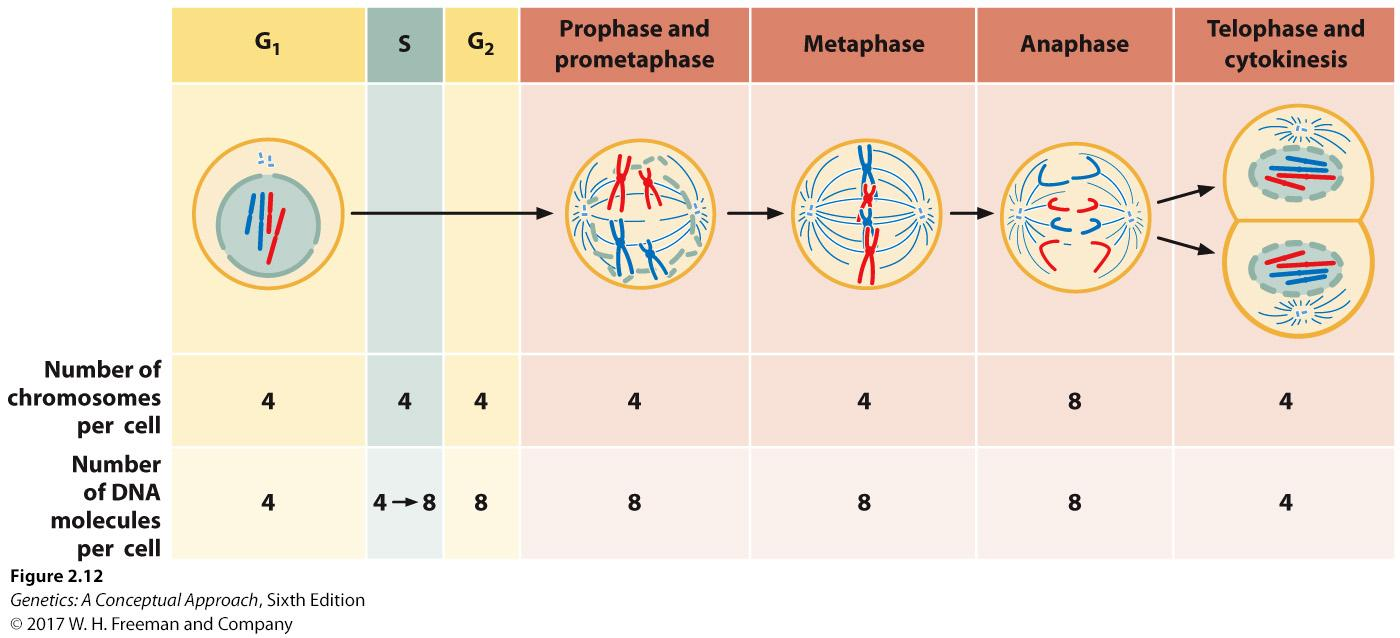 G₁
S
G₂
Prophase and
prometaphase
Metaphase
Anaphase
Telophase and
cytokinesis
Number of
chromosomes
per cell
4
4
4
4
4
8
4
Number
of DNA
molecules
per cell
4
4 → 8
8
8
8
8
4
Figure 2.12
Genetics: A Conceptual Approach, Sixth Edition
© 2017 W. H. Freeman and Company